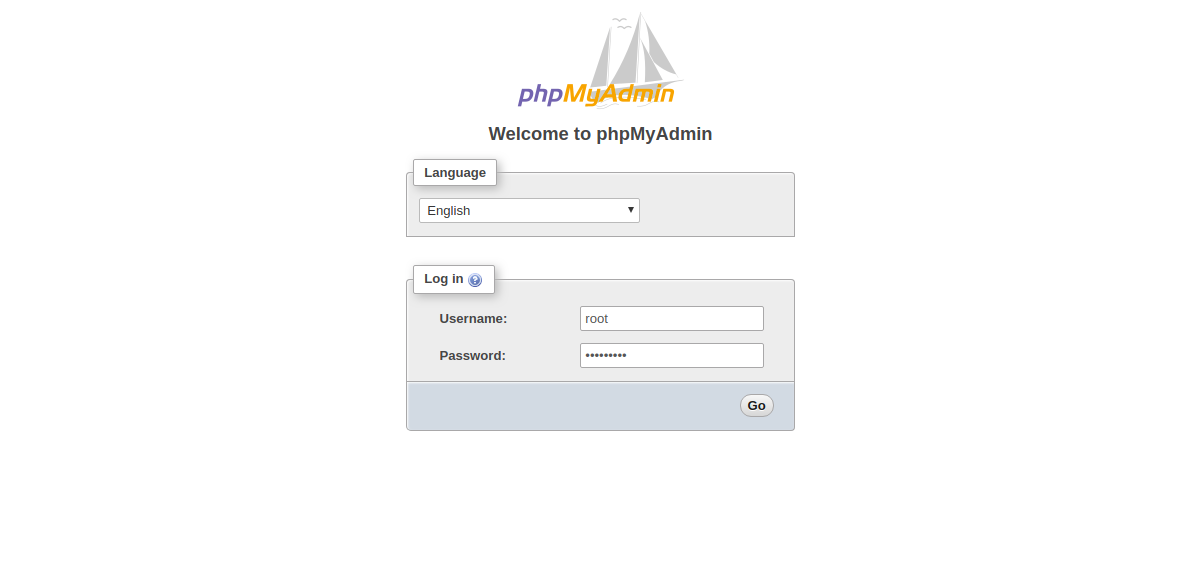 phpMyAdmin
Welcome to phpMyAdmin
Language
English
Log in ?
Username: root
Password: •••••••••
Go